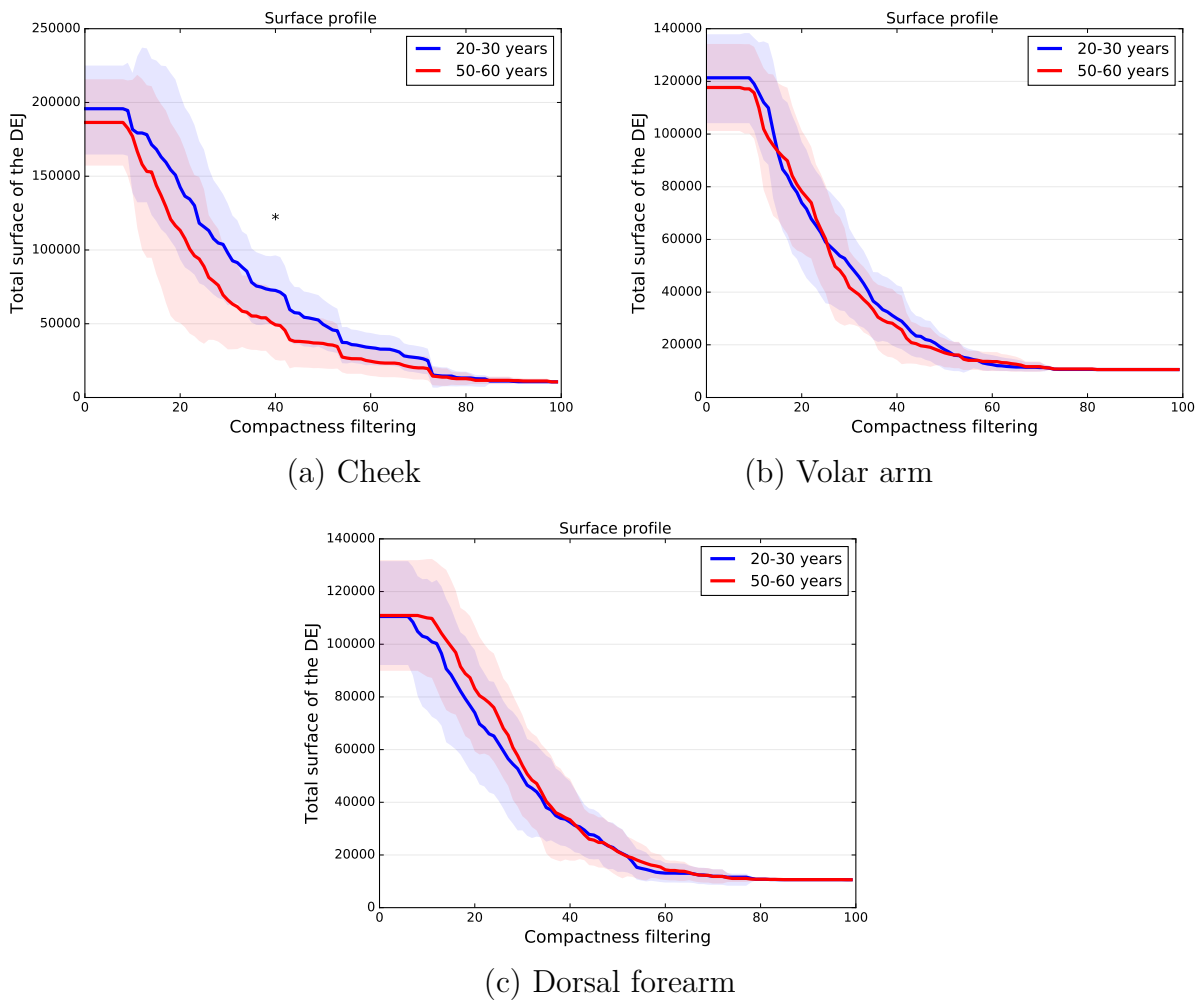 Surface profile
250000
200000
150000
100000
50000
0
0 20 40 60 80 100
Total surface of the DEJ
Compactness filtering
20-30 years
50-60 years
*
(a) Cheek
Surface profile
140000
120000
100000
80000
60000
40000
20000
0
0 20 40 60 80 100
Total surface of the DEJ
Compactness filtering
20-30 years
50-60 years
(b) Volar arm
Surface profile
140000
120000
100000
80000
60000
40000
20000
0
0 20 40 60 80 100
Total surface of the DEJ
Compactness filtering
20-30 years
50-60 years
(c) Dorsal forearm